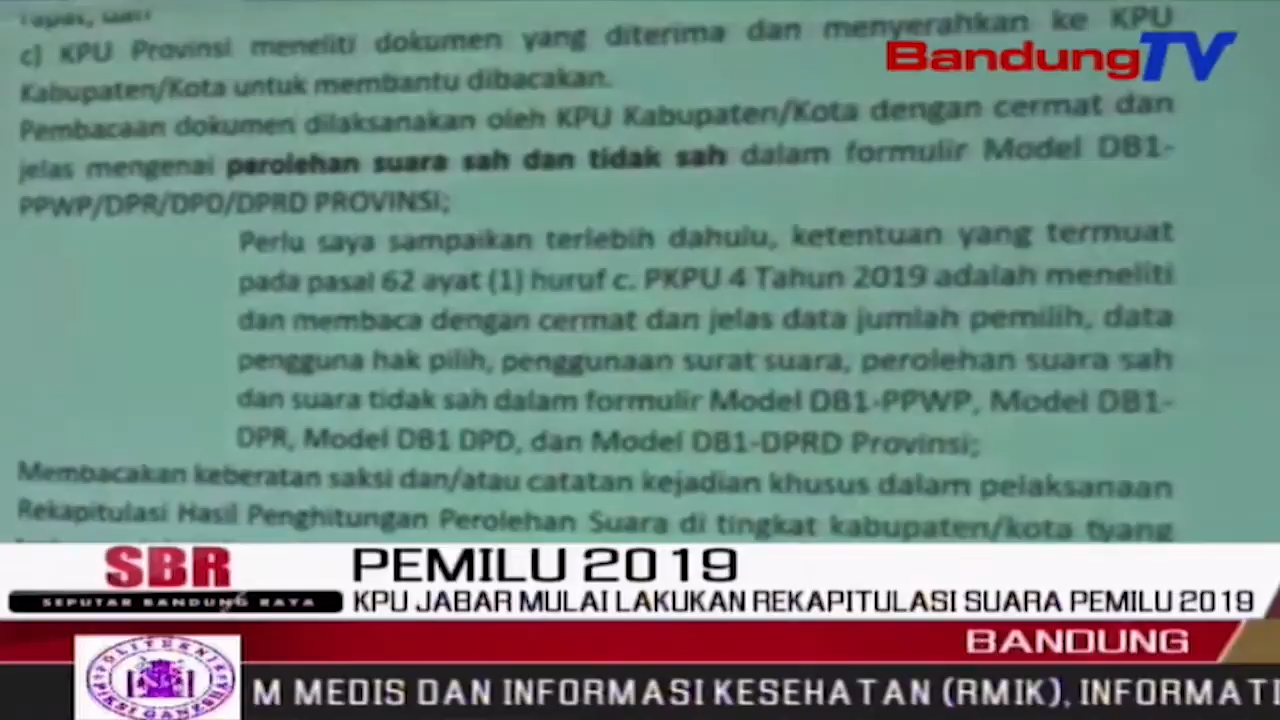 c) KPU Provinsi meneliti dokumen yang diterima dan menyerahkan ke KPU
BandungTV
Kabupaten/Kota untuk membantu dibacakan.
Pembacaan dokumen dilaksanakan oleh KPU Kabupaten/Kota dengan cermat dan
jelas mengenai perolehan suara sah dan tidak sah dalam formulir Model DB1-
PPWP/DPR/DPD/DPRD PROVINSI;
Perlu saya sampaikan terlebih dahulu, ketentuan yang termuat
pada pasal 62 ayat (1) huruf c. PKPU 4 Tahun 2019 adalah meneliti
dan membaca dengan cermat dan jelas data jumlah pemilih, data
pengguna hak pilih, penggunaan surat suara, perolehan suara sah
dan suara tidak sah dalam formulir Model DB1-PPWP, Model DB1-
DPR, Model DB1 DPD, dan Model DB1-DPRD Provinsi;
Membacakan keberatan saksi dan/atau catatan kejadian khusus dalam pelaksanaan
Rekapitulasi Hasil Penghitungan Perolehan Suara di tingkat kabupaten/kota tyang
SBR
SEPUTAR BANDUNG RAYA
PEMILU 2019
KPU JABAR MULAI LAKUKAN REKAPITULASI SUARA PEMILU 2019
BANDUNG
M MEDIS DAN INFORMASI KESEHATAN (RMIK), INFORMATI